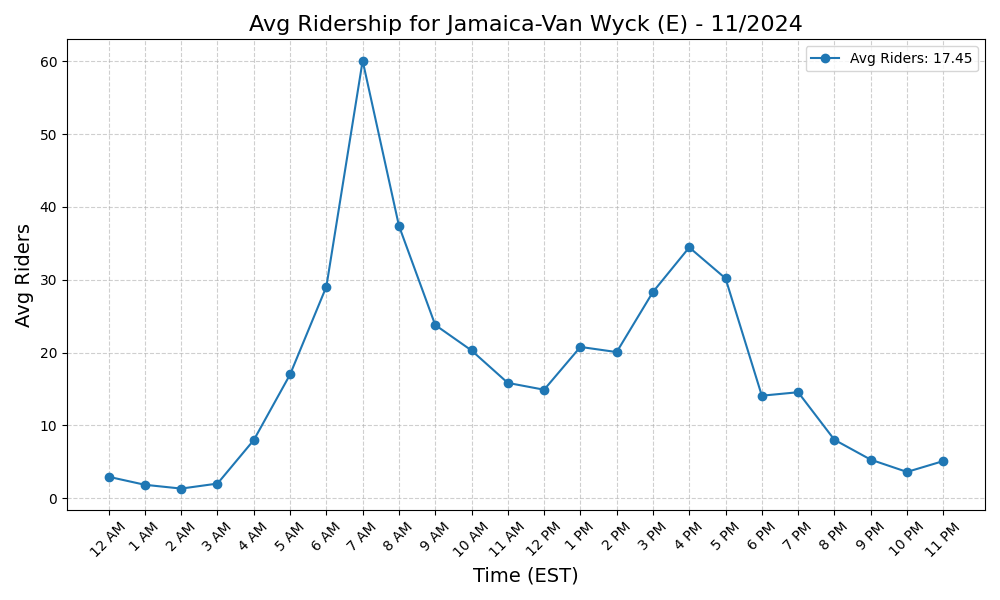 Avg Ridership for Jamaica-Van Wyck (E) - 11/2024
Avg Riders: 17.45
Avg Riders
60
50
40
30
20
10
0
12 AM
1 AM
2 AM
3 AM
4 AM
5 AM
6 AM
7 AM
8 AM
9 AM
10 AM
11 AM
12 PM
1 PM
2 PM
3 PM
4 PM
5 PM
6 PM
7 PM
8 PM
9 PM
10 PM
11 PM
Time (EST)